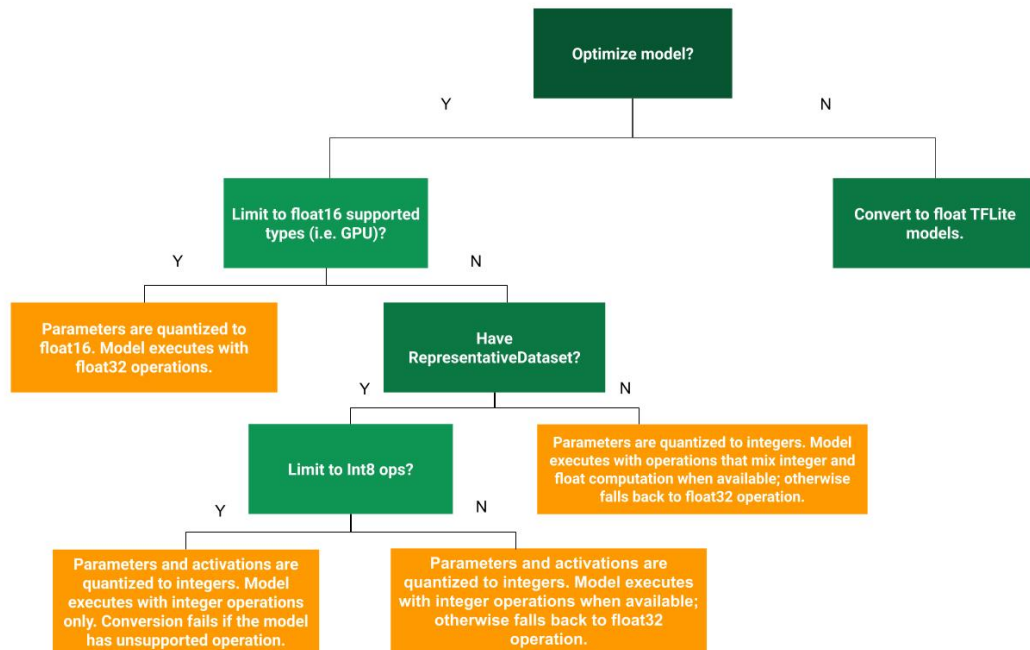 Optimize model?
Y
N
Limit to float16 supported
types (i.e. GPU)?
Convert to float TFLite
models.
Y
N
Parameters are quantized to
float16. Model executes with
float32 operations.
Have
RepresentativeDataset?
Y
N
Limit to Int8 ops?
Parameters are quantized to integers. Model
executes with operations that mix integer and
float computation when available; otherwise
falls back to float32 operation.
Y
N
Parameters and activations are
quantized to integers. Model
executes with integer operations
only. Conversion fails if the model
has unsupported operation.
Parameters and activations are
quantized to integers. Model executes
with integer operations when available;
otherwise falls back to float32
operation.